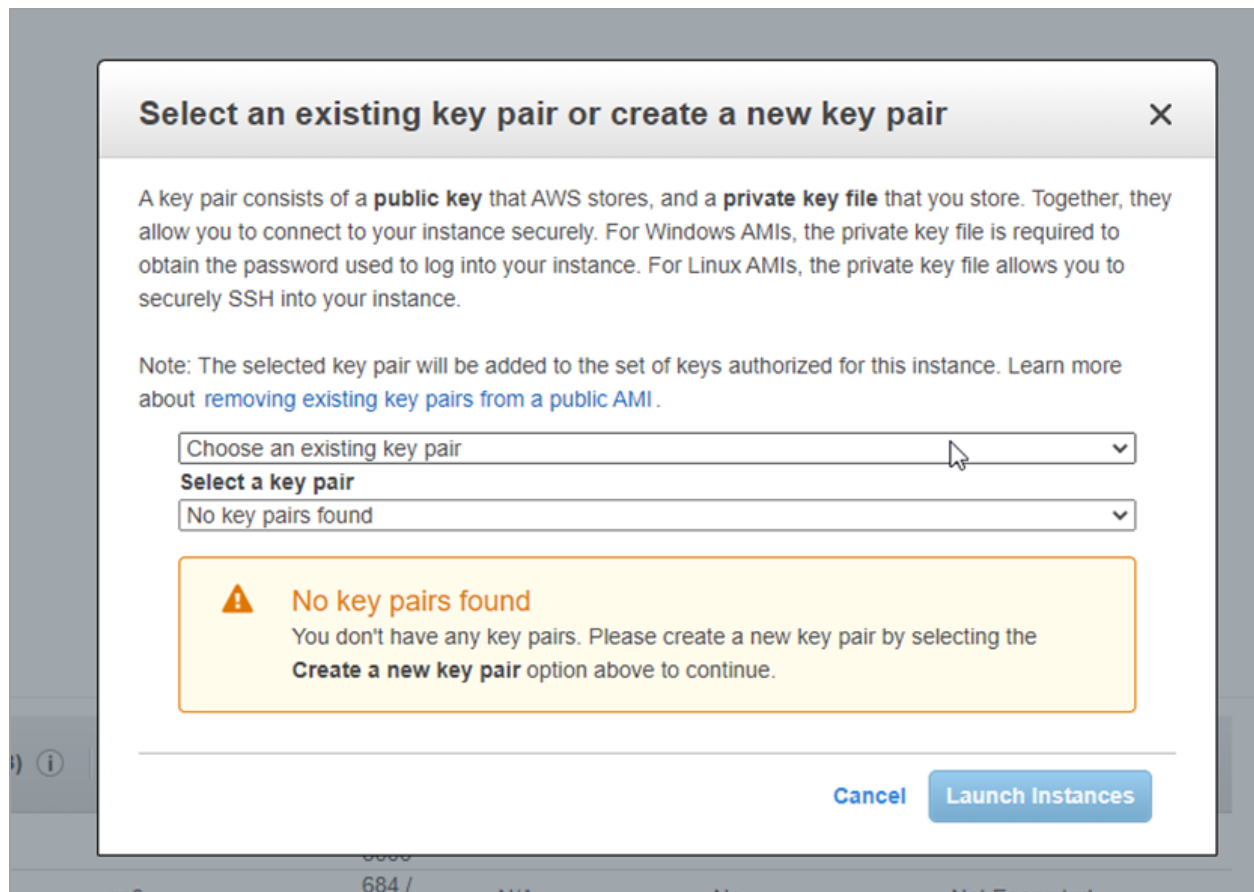 Select an existing key pair or create a new key pair
A key pair consists of a public key that AWS stores, and a private key file that you store. Together, they
allow you to connect to your instance securely. For Windows AMIs, the private key file is required to
obtain the password used to log into your instance. For Linux AMIs, the private key file allows you to
securely SSH into your instance.
Note: The selected key pair will be added to the set of keys authorized for this instance. Learn more
about removing existing key pairs from a public AMI.
Choose an existing key pair
Select a key pair
No key pairs found
No key pairs found
You don't have any key pairs. Please create a new key pair by selecting the
Create a new key pair option above to continue.
Cancel Launch Instances
684 /